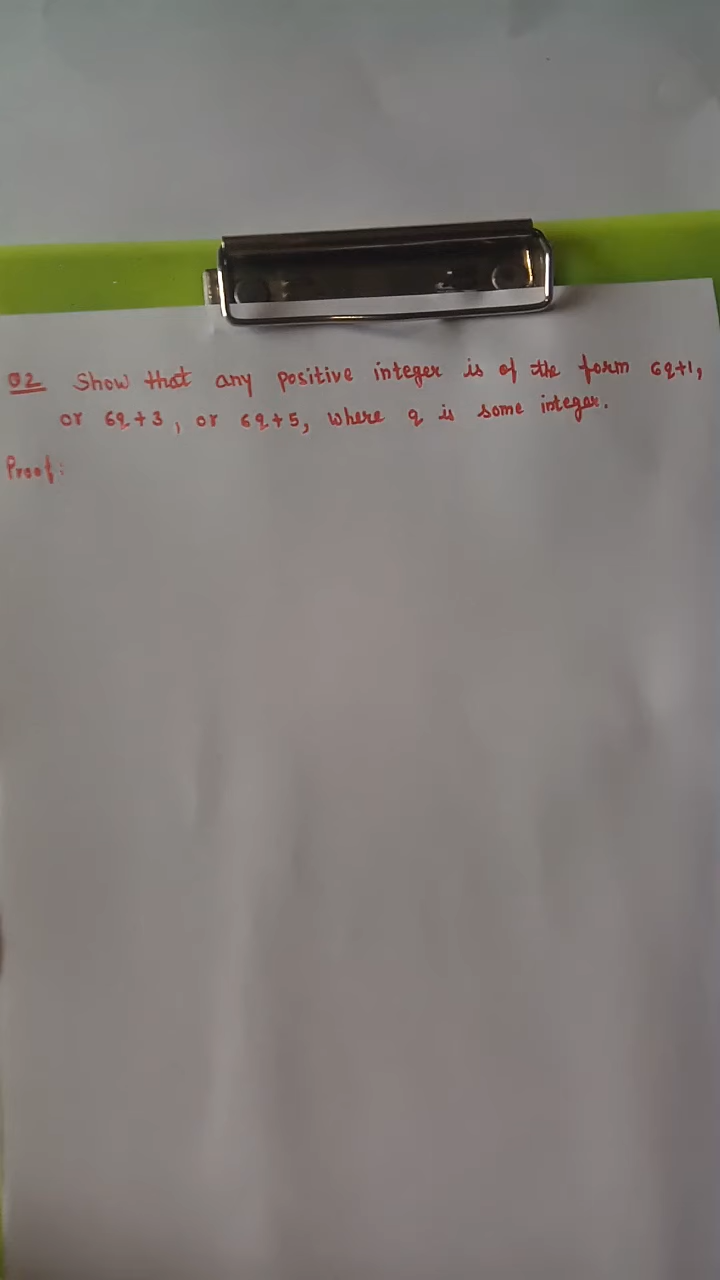 Q2 Show that any positive integer is of the form 6q+1,
or 6q+3, or 6q+5, where q is some integer.
Proof: